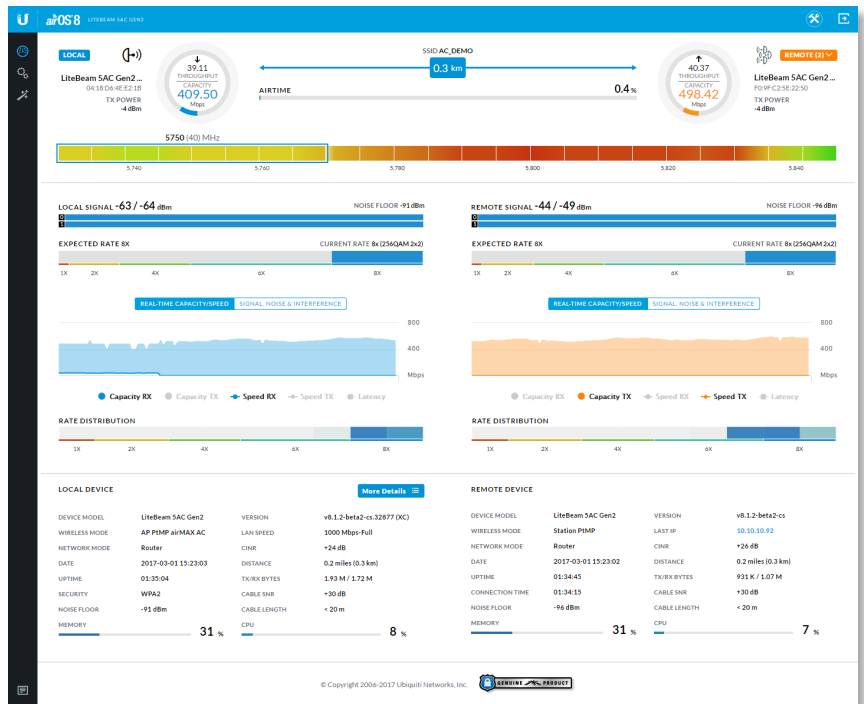 U airOS 8 LITEBEAM 5AC GEN2
LOCAL
LiteBeam 5AC Gen2...
04:18:D6:4E:E2:1B
TX POWER
-4 dBm
39.11
THROUGHPUT
CAPACITY
409.50
Mbps
SSID AC_DEMO
0.3 km
AIRTIME 0.4 %
40.37
THROUGHPUT
CAPACITY
498.42
Mbps
REMOTE (2)
LiteBeam 5AC Gen2...
F0:9F:C2:5E:22:50
TX POWER
-4 dBm
5750 (40) MHz
5,740 5,760 5,780 5,800 5,820 5,840
LOCAL SIGNAL -63 / -64 dBm NOISE FLOOR -91 dBm
0
1
EXPECTED RATE 8X CURRENT RATE 8x (256QAM 2x2)
1X 2X 4X 6X 8X
REAL-TIME CAPACITY/SPEED SIGNAL, NOISE & INTERFERENCE
800
400
Mbps
Capacity RX Capacity TX Speed RX Speed TX Latency
RATE DISTRIBUTION
1X 2X 4X 6X 8X
REMOTE SIGNAL -44 / -49 dBm NOISE FLOOR -96 dBm
0
1
EXPECTED RATE 8X CURRENT RATE 8x (256QAM 2x2)
1X 2X 4X 6X 8X
REAL-TIME CAPACITY/SPEED SIGNAL, NOISE & INTERFERENCE
800
400
Mbps
Capacity RX Capacity TX Speed RX Speed TX Latency
RATE DISTRIBUTION
1X 2X 4X 6X 8X
LOCAL DEVICE More Details
DEVICE MODEL LiteBeam 5AC Gen2 VERSION v8.1.2-beta2-cs.32877 (XC)
WIRELESS MODE AP PtMP airMAX AC LAN SPEED 1000 Mbps-Full
NETWORK MODE Router CINR +24 dB
DATE 2017-03-01 15:23:03 DISTANCE 0.2 miles (0.3 km)
UPTIME 01:35:04 TX/RX BYTES 1.93 M / 1.72 M
SECURITY WPA2 CABLE SNR +30 dB
NOISE FLOOR -91 dBm CABLE LENGTH < 20 m
MEMORY 31 % CPU 8 %
REMOTE DEVICE
DEVICE MODEL LiteBeam 5AC Gen2 VERSION v8.1.2-beta2-cs
WIRELESS MODE Station PtMP LAST IP 10.10.10.92
NETWORK MODE Router CINR +26 dB
DATE 2017-03-01 15:23:02 DISTANCE 0.2 miles (0.3 km)
UPTIME 01:34:45 TX/RX BYTES 931 K / 1.07 M
CONNECTION TIME 01:34:15 CABLE SNR +30 dB
NOISE FLOOR -96 dBm CABLE LENGTH < 20 m
MEMORY 31 % CPU 7 %
© Copyright 2006-2017 Ubiquiti Networks, Inc. GENUINE PRODUCT